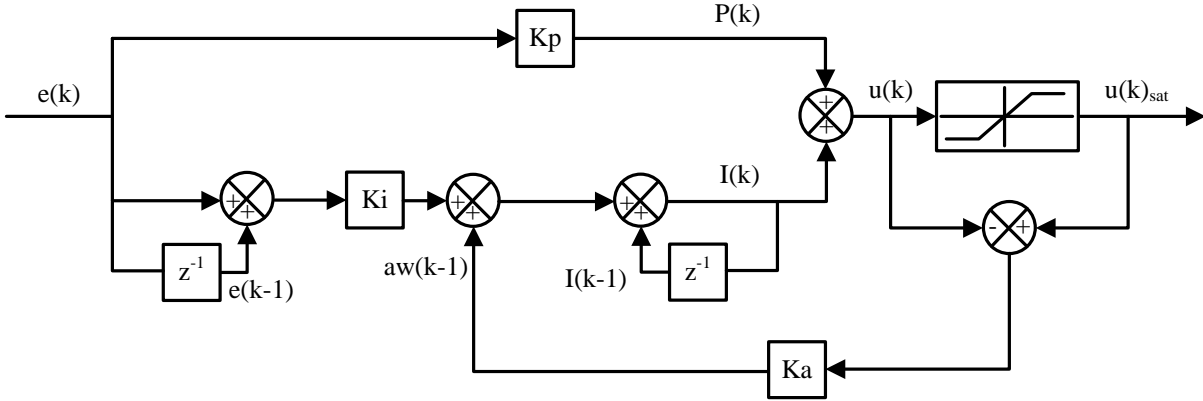 P(k)
Kp
e(k)
+
+
u(k)
u(k)sat
I(k)
+
+
Ki
+
+
+
+
-
+
z-1
e(k-1)
aw(k-1)
I(k-1)
z-1
Ka